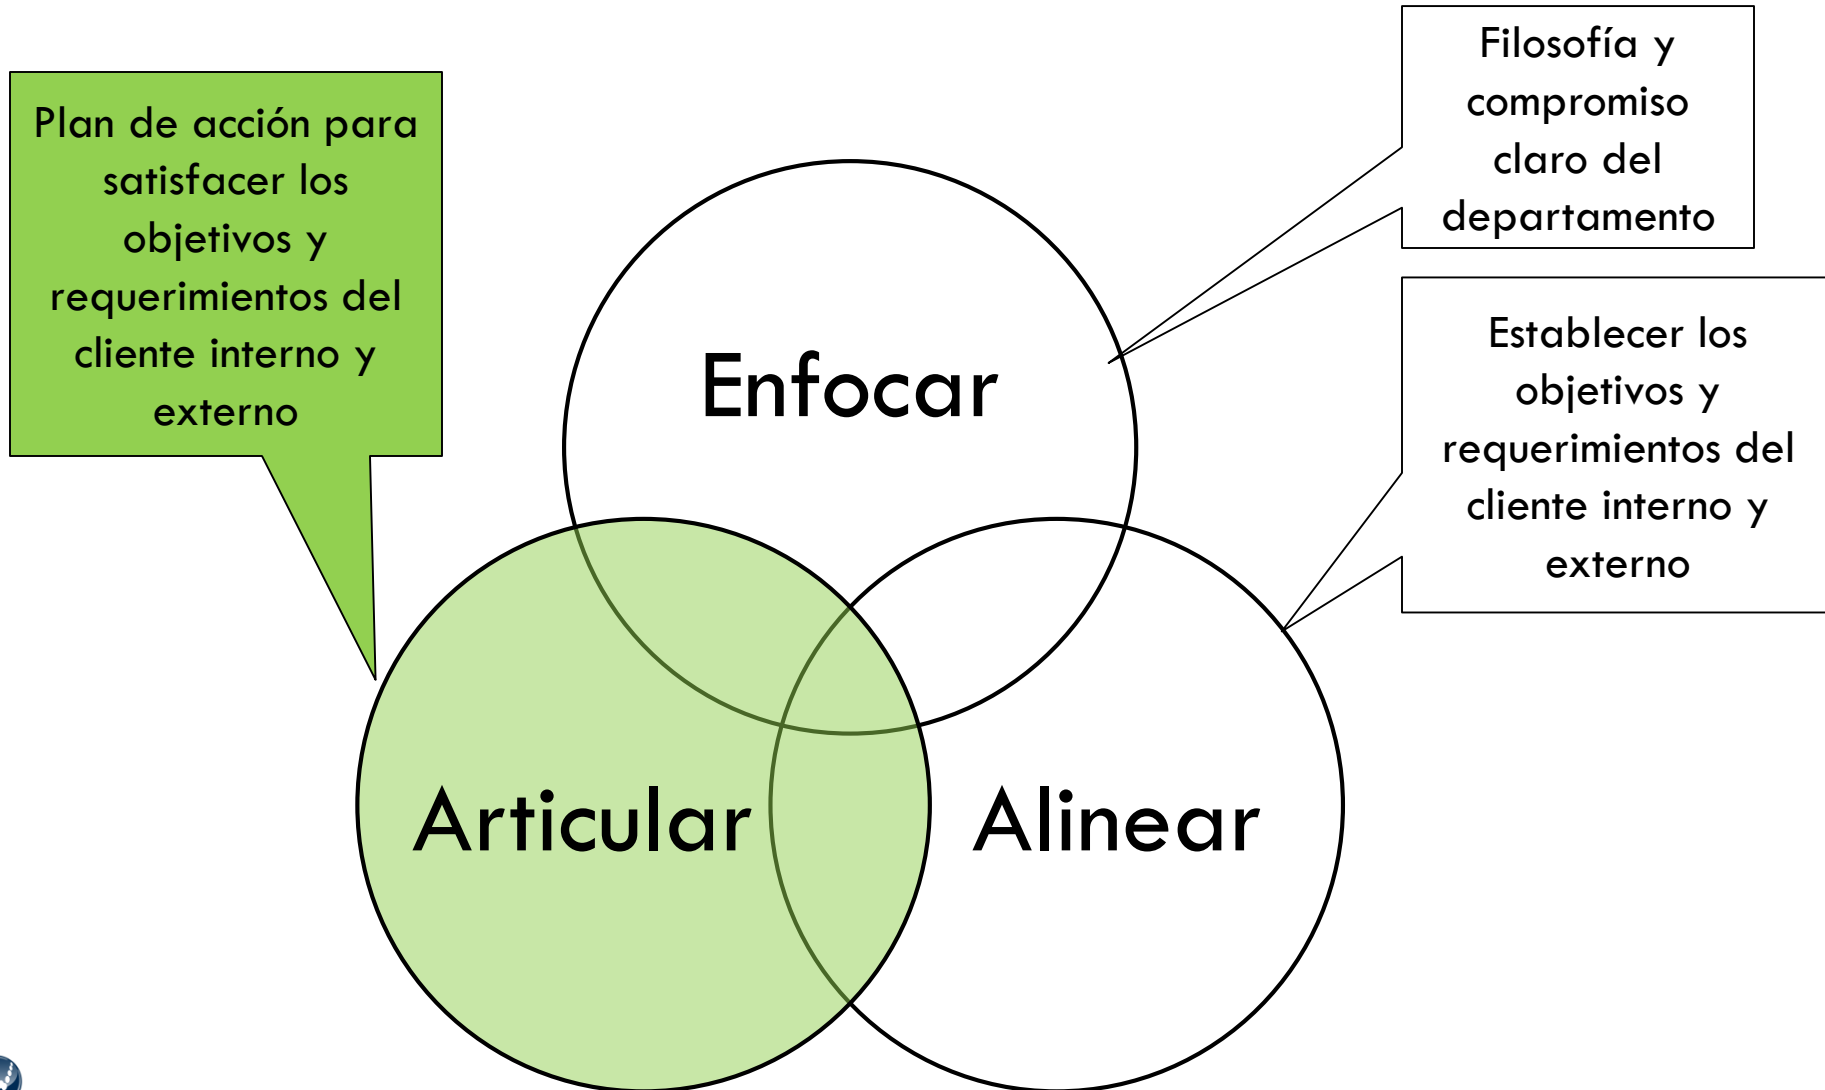 Plan de acción para
satisfacer los
objetivos y
requerimientos del
cliente interno y
externo
Filosofía y
compromiso
claro del
departamento
Establecer los
objetivos y
requerimientos del
cliente interno y
externo
Enfocar
Articular
Alinear